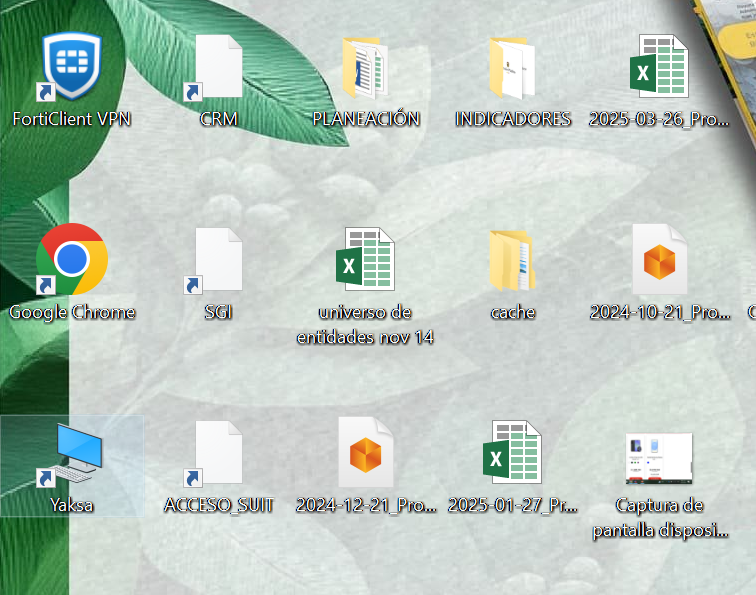 FortiClient VPN
CRM
PLANEACIÓN
INDICADORES
2025-03-26_Pro...
Google Chrome
SGI
universo de
entidades nov 14
cache
2024-10-21_Pro...
Yaksa
ACCESO_SUIT
2024-12-21_Pro...
2025-01-27_Pr...
Captura de
pantalla disposi...